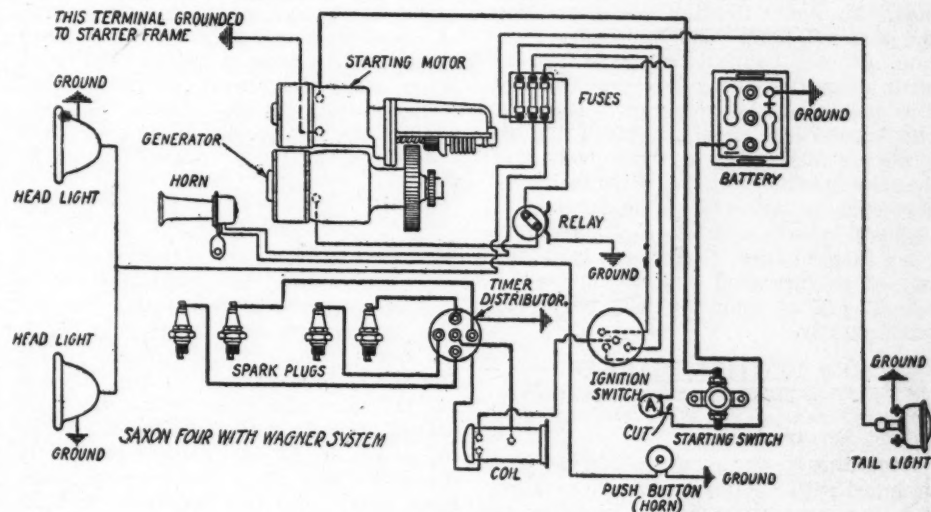 THIS TERMINAL GROUNDED
TO STARTER FRAME
STARTING MOTOR
GROUND
FUSES
GENERATOR
GROUND
HORN
BATTERY
HEAD LIGHT
RELAY
GROUND
TIMER
DISTRIBUTOR.
HEAD LIGHT
SPARK PLUGS
IGNITION
SWITCH
GROUND
A
CUT
STARTING SWITCH
SAXON FOUR WITH WAGNER SYSTEM
GROUND
COIL
TAIL LIGHT
GROUND
PUSH BUTTON
(HORN)